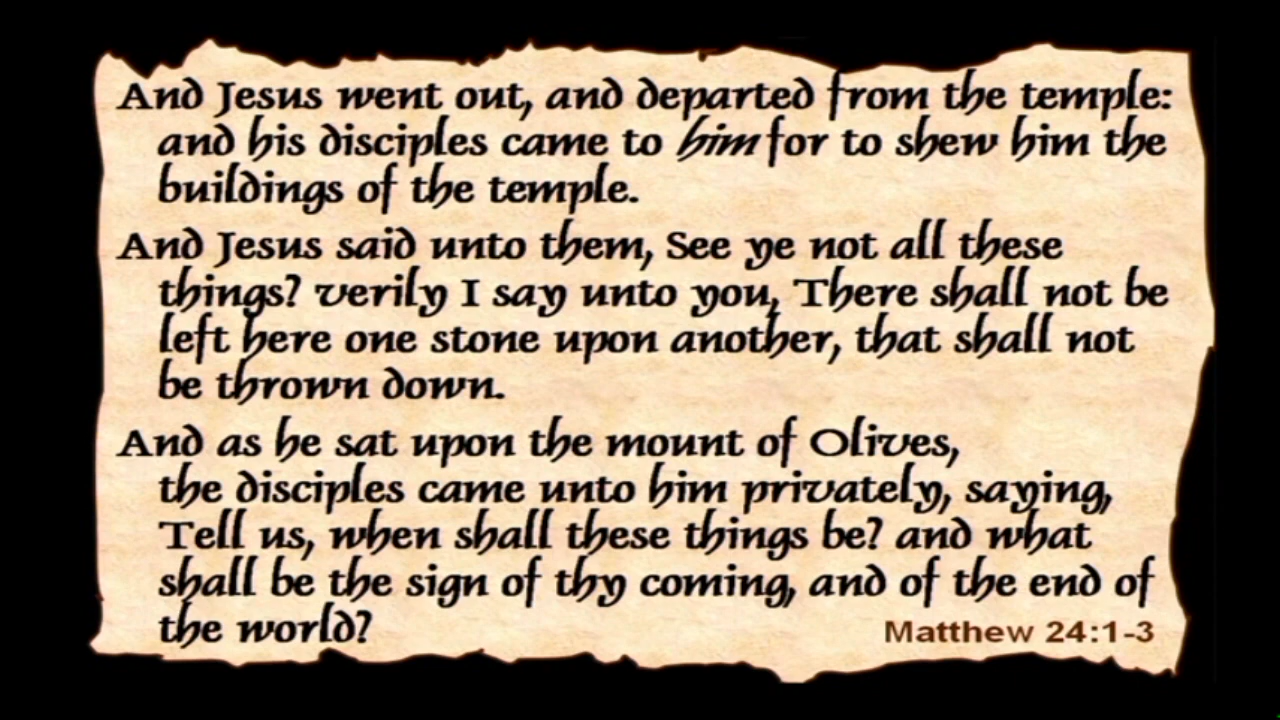 And Jesus went out, and departed from the temple:
and his disciples came to him for to shew him the
buildings of the temple.
And Jesus said unto them, See ye not all these
things? verily I say unto you, There shall not be
left here one stone upon another, that shall not
be thrown down.
And as he sat upon the mount of Olives,
the disciples came unto him privately, saying,
Tell us, when shall these things be? and what
shall be the sign of thy coming, and of the end of
the world?
Matthew 24:1-3